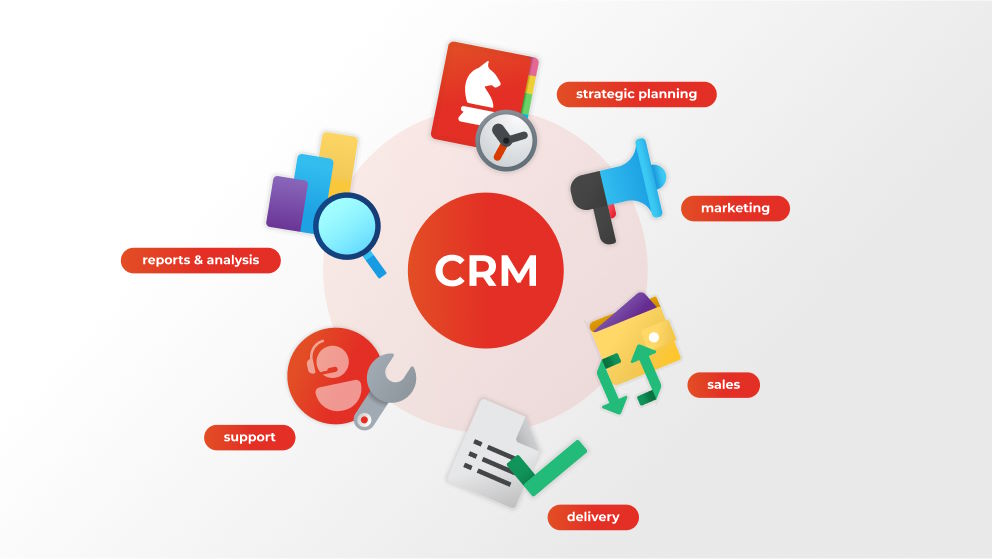 strategic planning
marketing
reports & analysis
CRM
sales
support
delivery